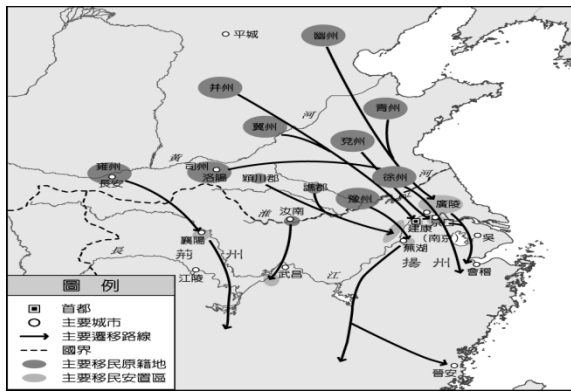 平城
幽州
并州
青州
冀州
河
兗州
黃
雍州
長安
司州
洛陽
潁川郡
譙郡
徐州
河
豫州
廣陵
淮
汝南
江
京口
建康
(南京)
吳
襄陽
蕪湖
荊州
揚州
會稽
長
江陵
武昌
江
晉安
圖例
首都
主要城市
主要遷移路線
國界
主要移民原籍地
主要移民安置區